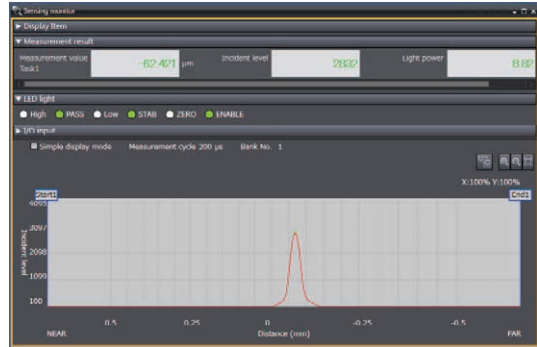 Sensing monitor
Display Item
Measurement result
Measurement value
Task1
-62.421 µm
Incident level
2832
Light power
8.82
LED light
High PASS Low STAB ZERO ENABLE
I/O input
Simple display mode Measurement cycle 200 µs Bank No. 1
X:100% Y:100%
Start1
End1
4095
3097
2098
1099
100
Incident level
0.5 0.25 0 -0.25 -0.5
NEAR Distance (mm) FAR